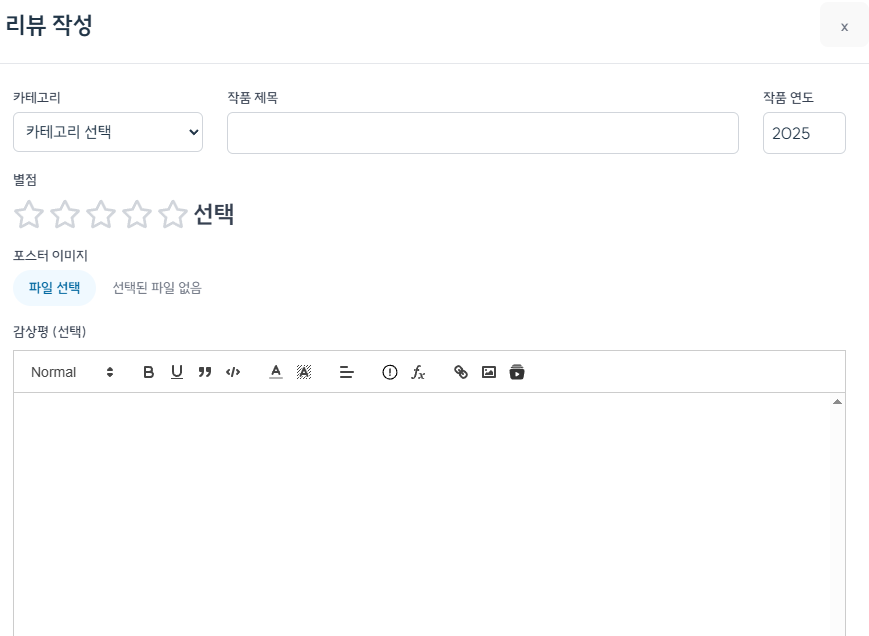 리뷰 작성
x
카테고리
작품 제목
작품 연도
카테고리 선택
2025
별점
선택
포스터 이미지
파일 선택 선택된 파일 없음
감상평 (선택)
Normal